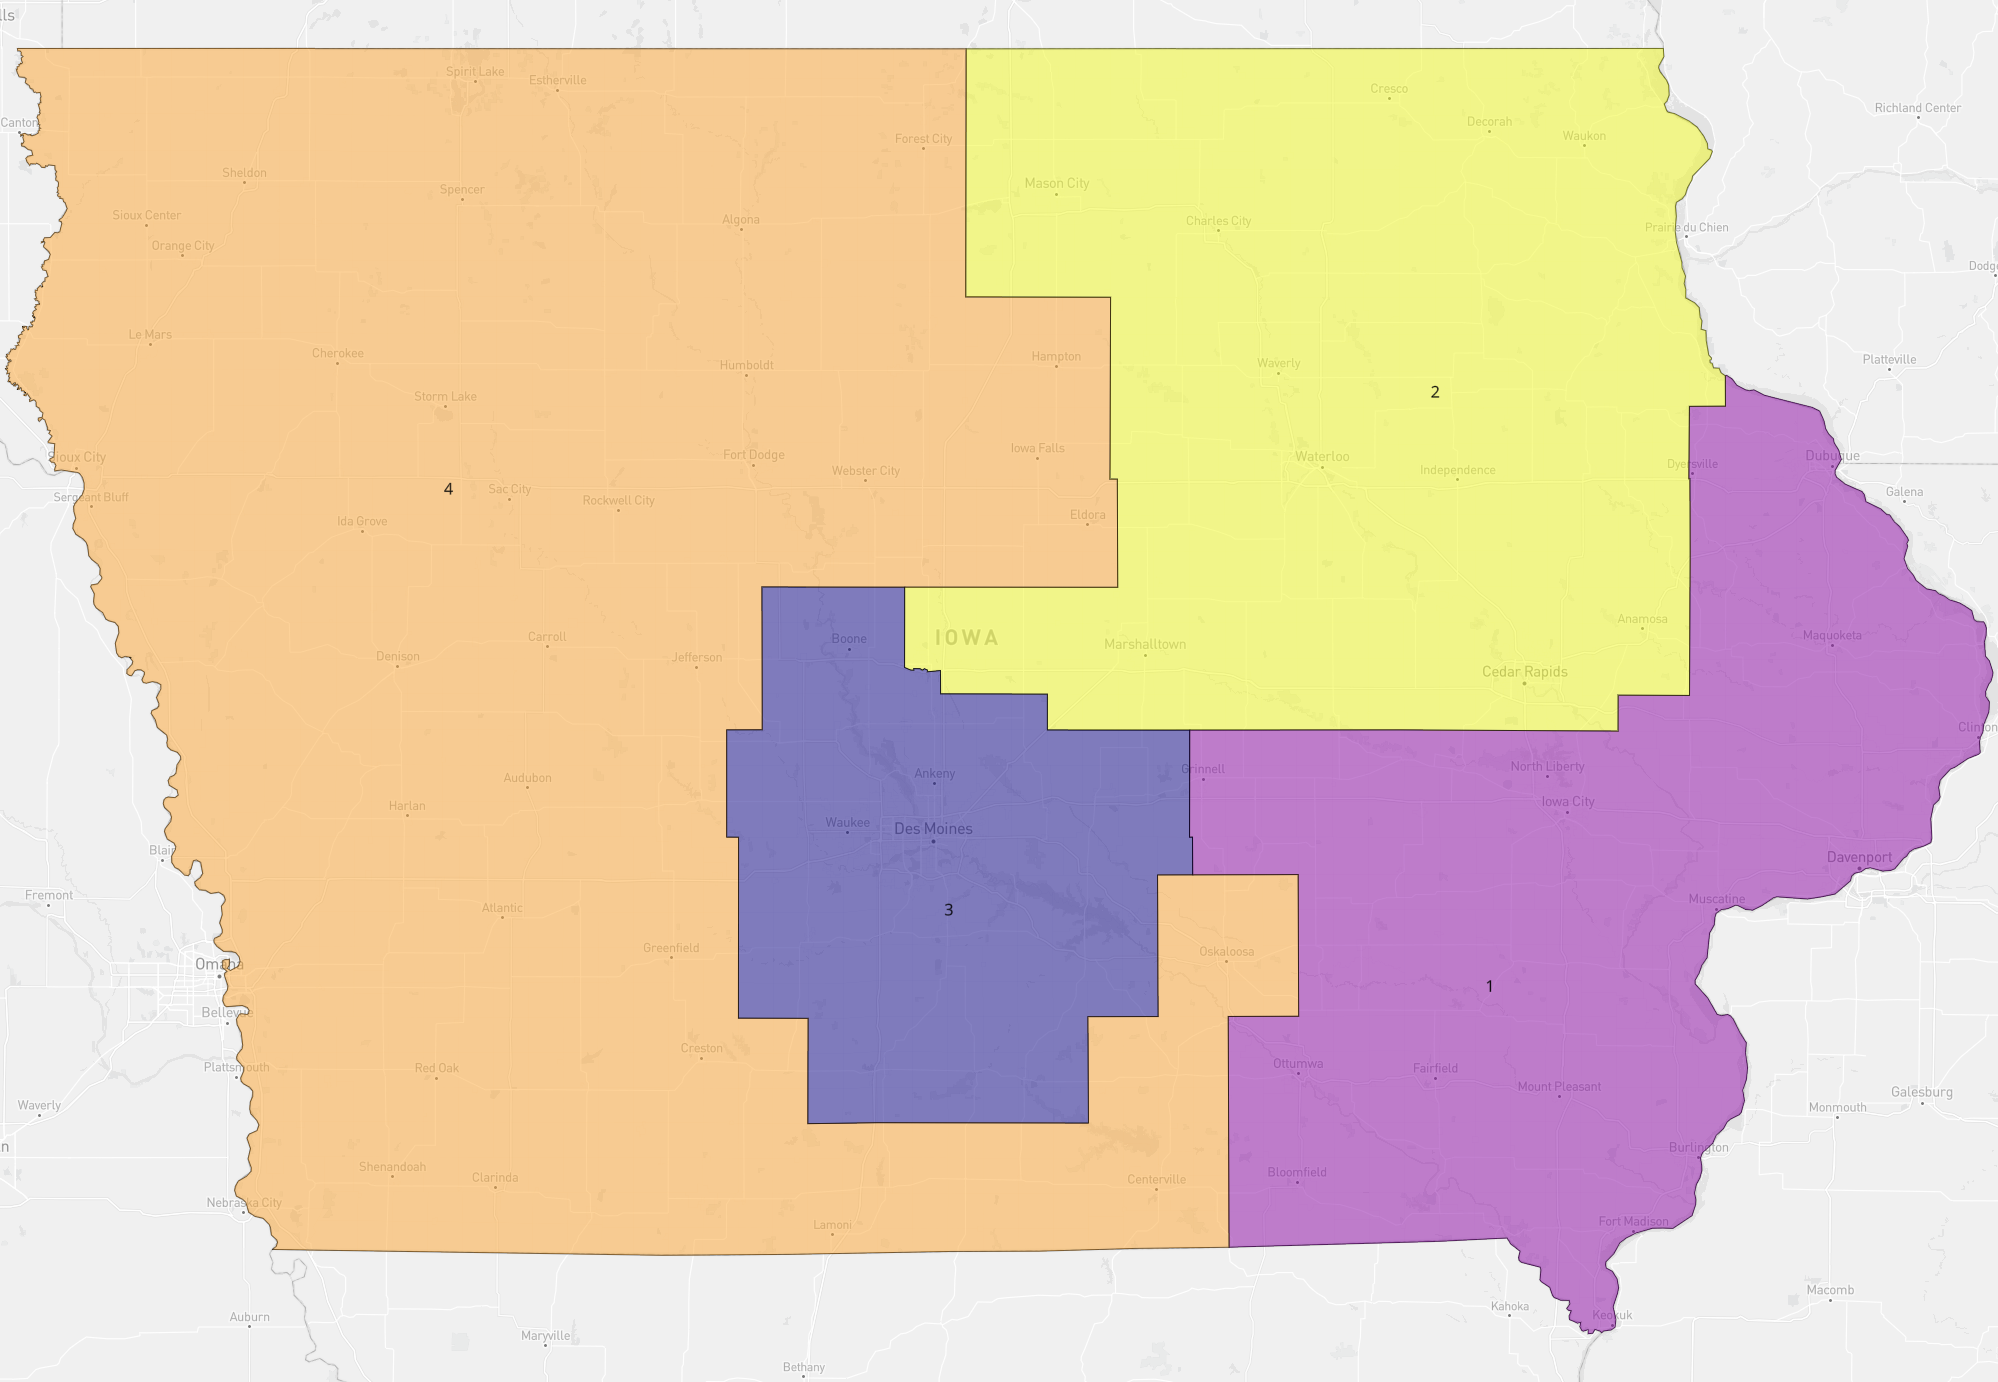 lls
Spirit Lake
Estherville
Cresco
Richland Center
Canton
Decorah
Waukon
Forest City
Sheldon
Spencer
Mason City
Sioux Center
Algona
Charles City
Prairie du Chien
Orange City
Dodg
Le Mars
Cherokee
Hampton
Waverly
Platteville
Humboldt
Storm Lake
2
Sioux City
Fort Dodge
Webster City
Iowa Falls
Waterloo
Independence
Dyersville
Dubuque
4
Sergeant Bluff
Sac City
Rockwell City
Galena
Ida Grove
Eldora
Carroll
Boone
IOWA
Marshalltown
Anamosa
Maquoketa
Denison
Jefferson
Cedar Rapids
Clinton
Audubon
Ankeny
Grinnell
North Liberty
Harlan
Iowa City
Waukee
Des Moines
Blair
Davenport
Fremont
Atlantic
3
Muscatine
Greenfield
Oskaloosa
Omaha
1
Bellevue
Creston
Plattsmouth
Red Oak
Ottumwa
Fairfield
Mount Pleasant
Waverly
Monmouth
Galesburg
n
Burlington
Shenandoah
Clarinda
Centerville
Bloomfield
Nebraska City
Lamoni
Fort Madison
Auburn
Maryville
Kahoka
Keokuk
Macomb
Bethany